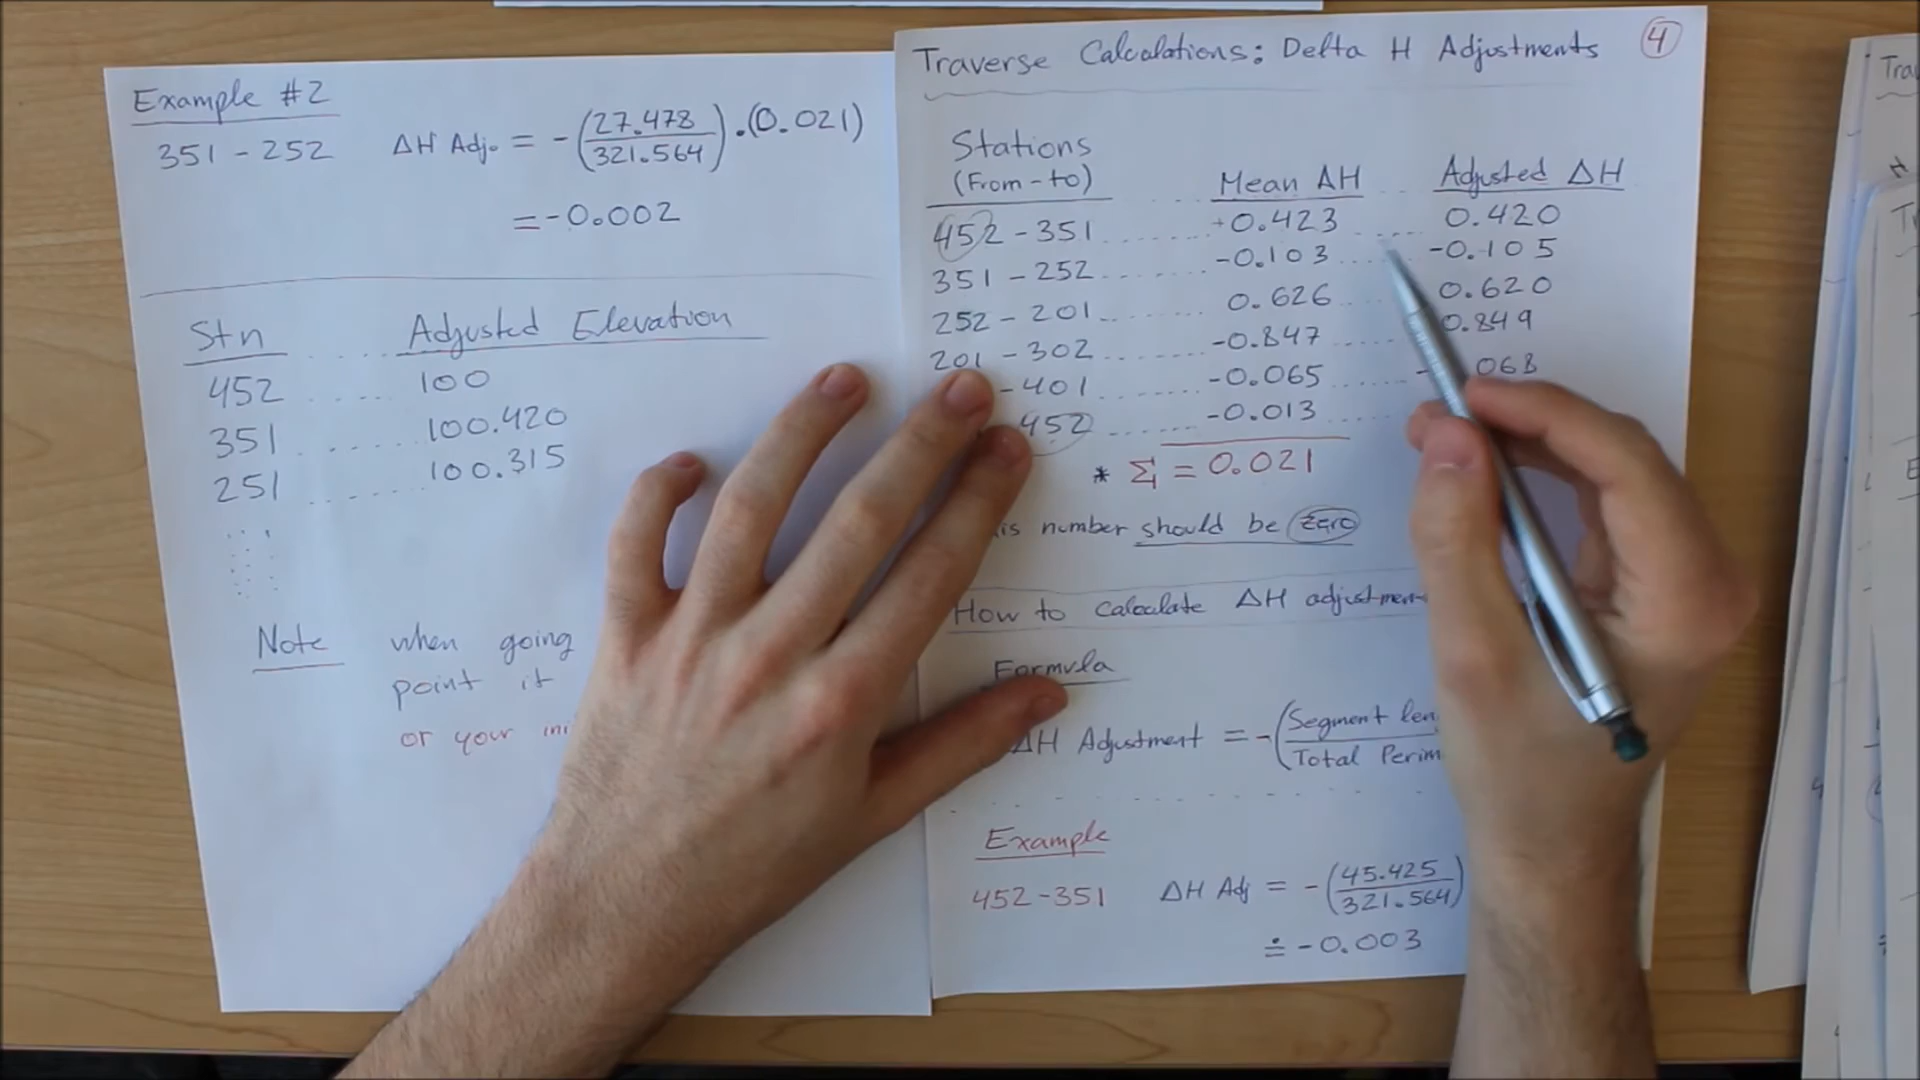 Example #2
351 - 252 ΔH Adj. = -(27.478/321.564).(0.021)
= -0.002
Stn .... Adjusted Elevation
452 ..... 100
351 ..... 100.420
251 ..... 100.315
Note when going
point it
or your
Traverse Calculations: Delta H Adjustments
4
Stations
(From-to) Mean ΔH Adjusted ΔH
452 - 351 +0.423 0.420
351 - 252 -0.103 -0.105
252 - 201 0.626 0.620
201 - 302 -0.847 0.849
- 401 -0.065 - 068
452 -0.013
* Σ = 0.021
number should be zero
How to calculate ΔH
Formula
ΔH Adjustment = -(Segment / Total
Example
452-351 ΔH Adj = -(45.425/321.564)
≐ -0.003